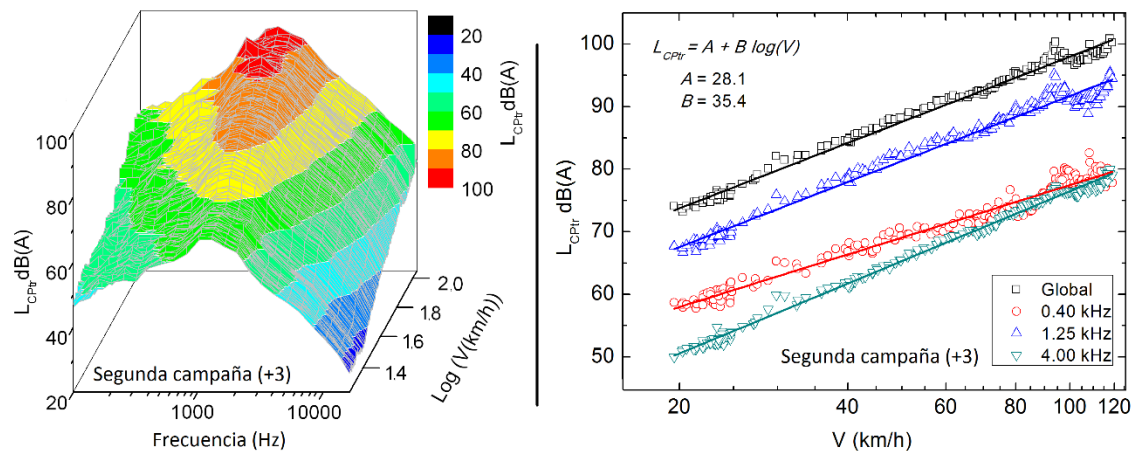 100
80
60
40
20
L_CPtr dB(A)
1000
10000
Frecuencia (Hz)
1.4
1.6
1.8
2.0
Log (V(km/h))
Segunda campaña (+3)
20
40
60
80
100
L_CPtr dB(A)
L_CPtr = A + B log(V)
A = 28.1
B = 35.4
100
90
80
70
60
50
L_CPtr dB(A)
Global
0.40 kHz
1.25 kHz
4.00 kHz
Segunda campaña (+3)
20
40
60
80
100
120
V (km/h)